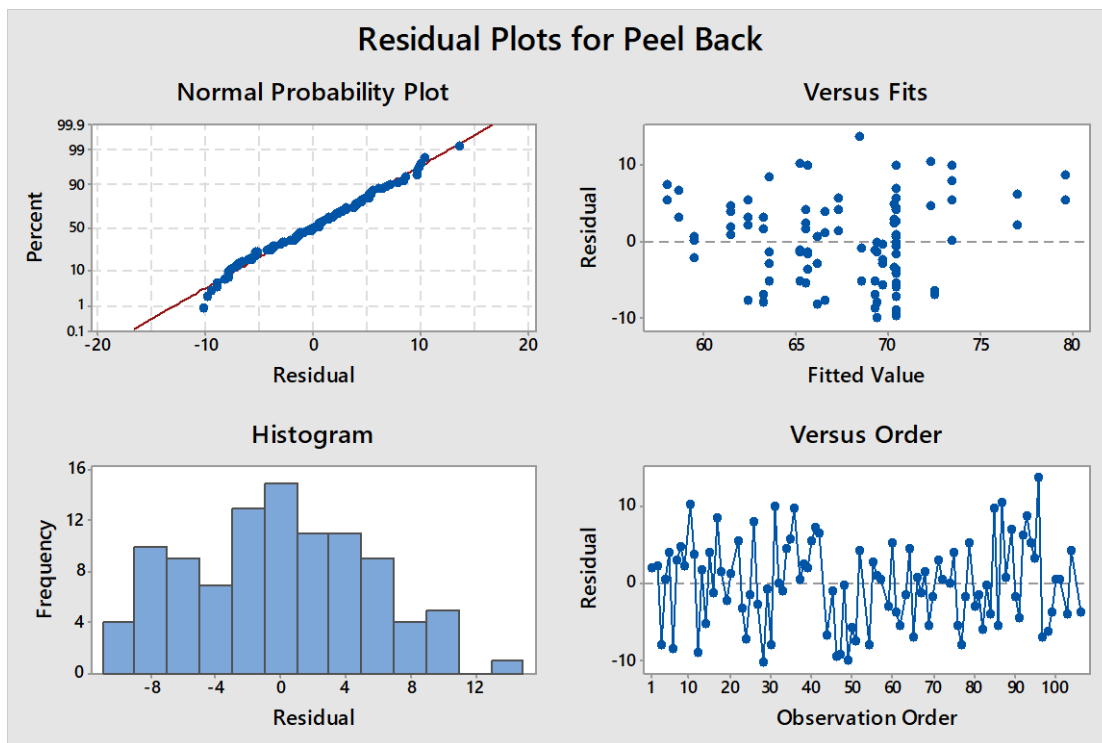 Residual Plots for Peel Back
Normal Probability Plot
99.9
99
90
50
10
1
0.1
Percent
-20 -10 0 10 20
Residual
Versus Fits
10
0
-10
Residual
60 65 70 75 80
Fitted Value
Histogram
16
12
8
4
0
Frequency
-8 -4 0 4 8 12
Residual
Versus Order
10
0
-10
Residual
1 10 20 30 40 50 60 70 80 90 100
Observation Order